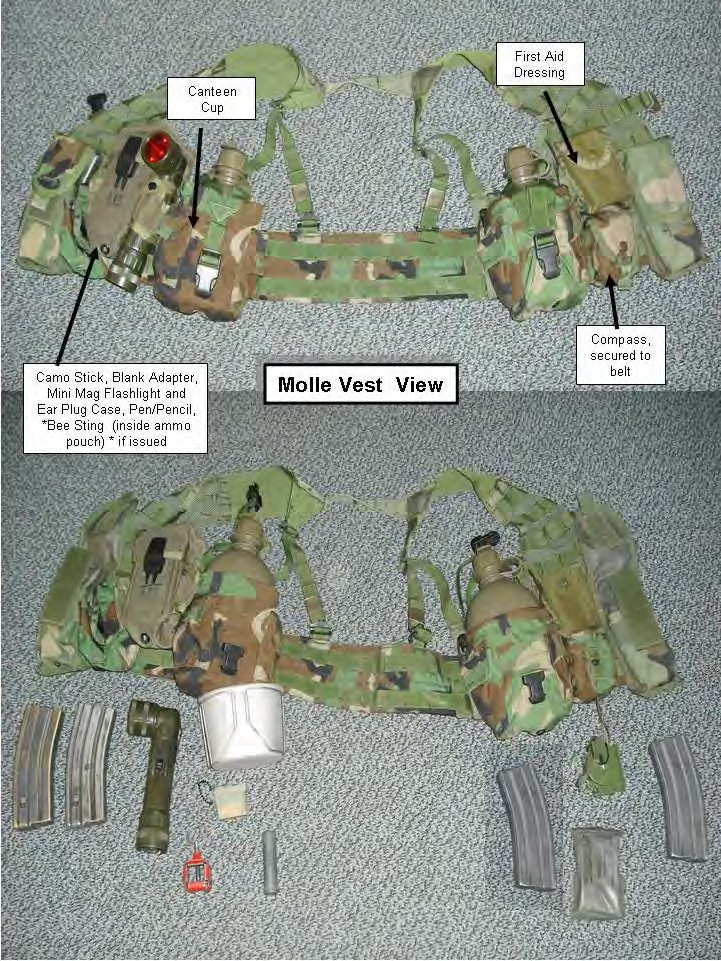 First Aid
Dressing
Canteen
Cup
Compass,
secured to
belt
Camo Stick, Blank Adapter,
Mini Mag Flashlight and
Ear Plug Case, Pen/Pencil,
*Bee Sting  (inside ammo
pouch) * if issued
Molle Vest  View